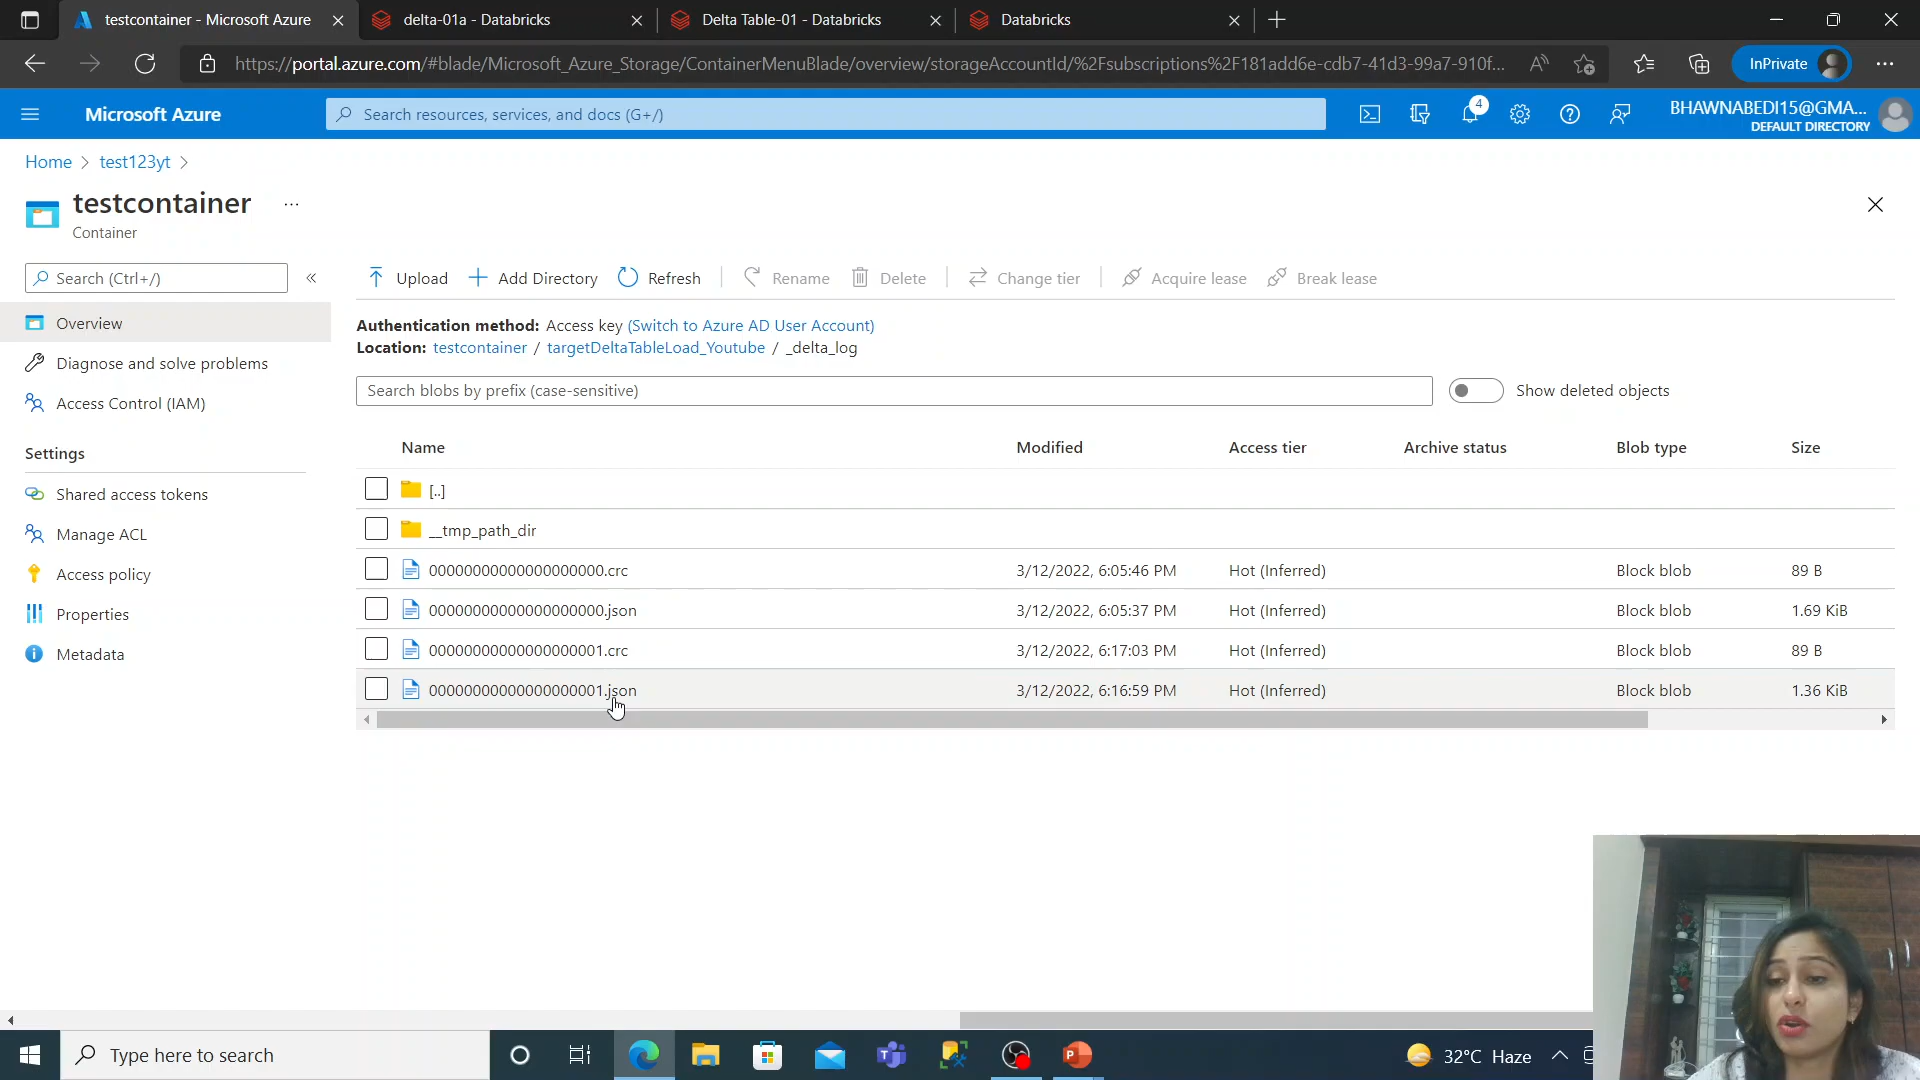 testcontainer - Microsoft Azure
delta-01a - Databricks
Delta Table-01 - Databricks
Databricks
https://portal.azure.com/#blade/Microsoft_Azure_Storage/ContainerMenuBlade/overview/storageAccountId/%2Fsubscriptions%2F181add6e-cdb7-41d3-99a7-910f...
InPrivate
Microsoft Azure
Search resources, services, and docs (G+/)
4
BHAWNABEDI15@GMA...
DEFAULT DIRECTORY
Home > test123yt >
testcontainer ...
Container
Search (Ctrl+/)
«
Upload
Add Directory
Refresh
Rename
Delete
Change tier
Acquire lease
Break lease
Overview
Diagnose and solve problems
Access Control (IAM)
Settings
Shared access tokens
Manage ACL
Access policy
Properties
Metadata
Authentication method: Access key (Switch to Azure AD User Account)
Location: testcontainer / targetDeltaTableLoad_Youtube / _delta_log
Search blobs by prefix (case-sensitive)
Show deleted objects
Name Modified Access tier Archive status Blob type Size
[..]
__tmp_path_dir
00000000000000000000.crc 3/12/2022, 6:05:46 PM Hot (Inferred) Block blob 89 B
00000000000000000000.json 3/12/2022, 6:05:37 PM Hot (Inferred) Block blob 1.69 KiB
00000000000000000001.crc 3/12/2022, 6:17:03 PM Hot (Inferred) Block blob 89 B
00000000000000000001.json 3/12/2022, 6:16:59 PM Hot (Inferred) Block blob 1.36 KiB
Type here to search
32°C Haze